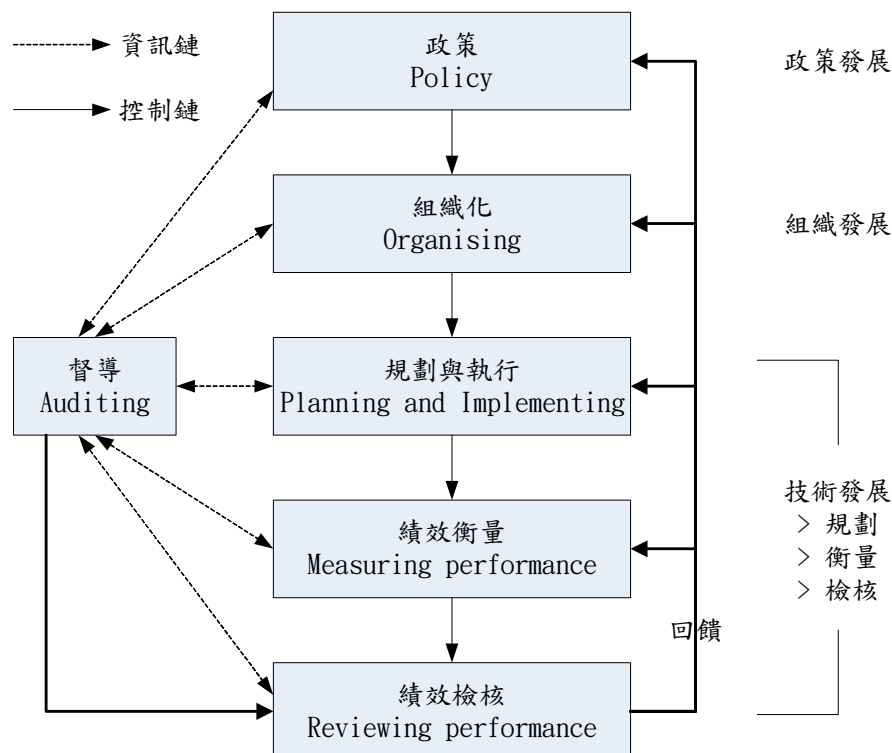 資訊鏈
控制鏈
政策
Policy
政策發展
組織化
Organising
組織發展
督導
Auditing
規劃與執行
Planning and Implementing
績效衡量
Measuring performance
技術發展
> 規劃
> 衡量
> 檢核
回饋
績效檢核
Reviewing performance